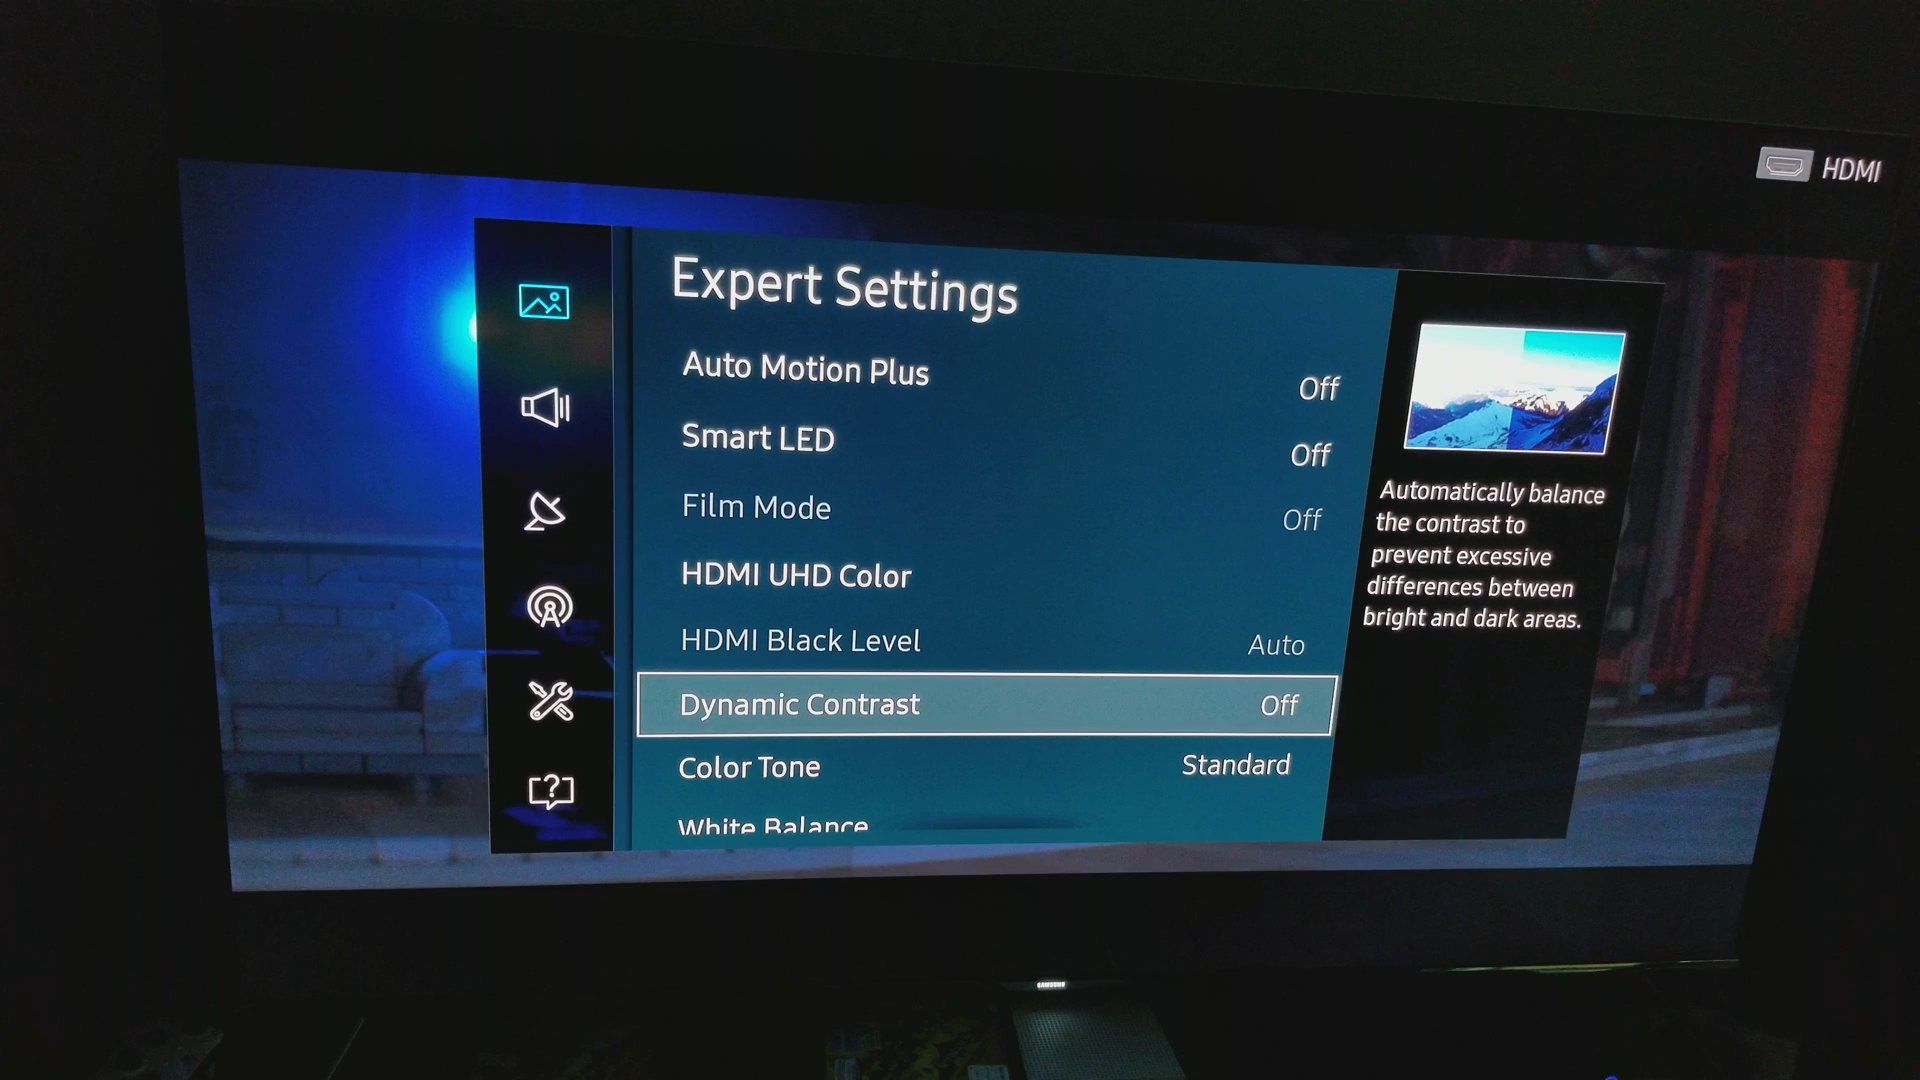 HDMI
Expert Settings
Auto Motion Plus Off
Smart LED Off
Film Mode Off
HDMI UHD Color
HDMI Black Level Auto
Dynamic Contrast Off
Color Tone Standard
White Balance
Automatically balance
the contrast to
prevent excessive
differences between
bright and dark areas.
SAMSUNG